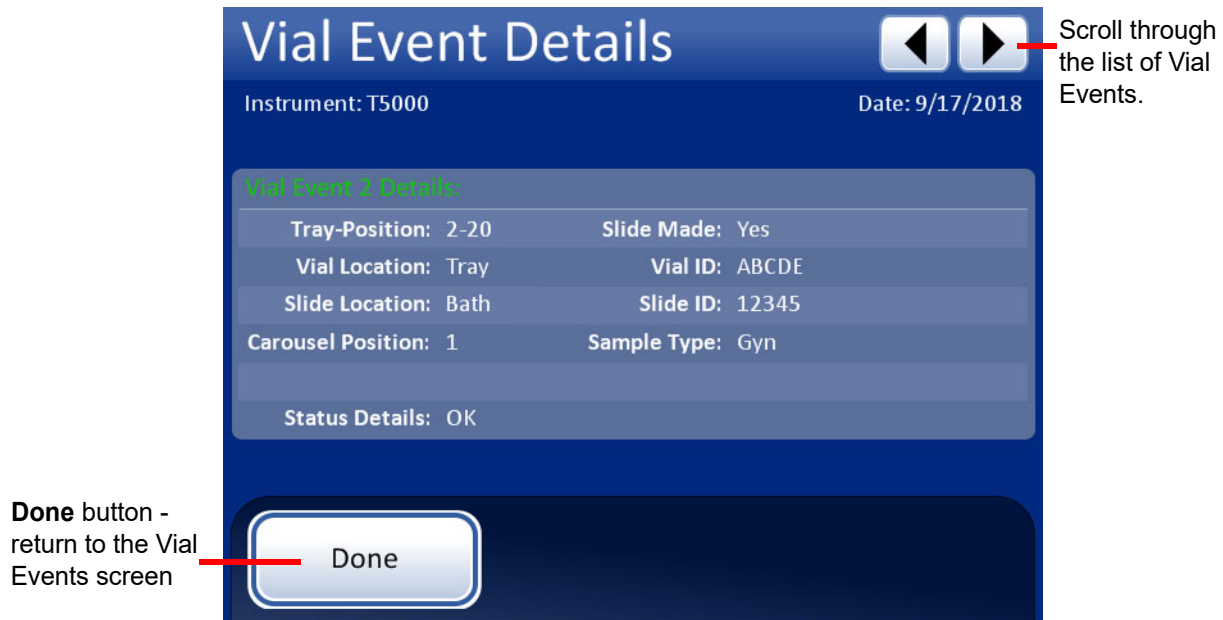 Vial Event Details
Scroll through
the list of Vial
Events.
Instrument: T5000
Date: 9/17/2018
Vial Event 2 Details:
Tray-Position: 2-20 Slide Made: Yes
Vial Location: Tray Vial ID: ABCDE
Slide Location: Bath Slide ID: 12345
Carousel Position: 1 Sample Type: Gyn
Status Details: OK
Done button -
return to the Vial
Events screen
Done